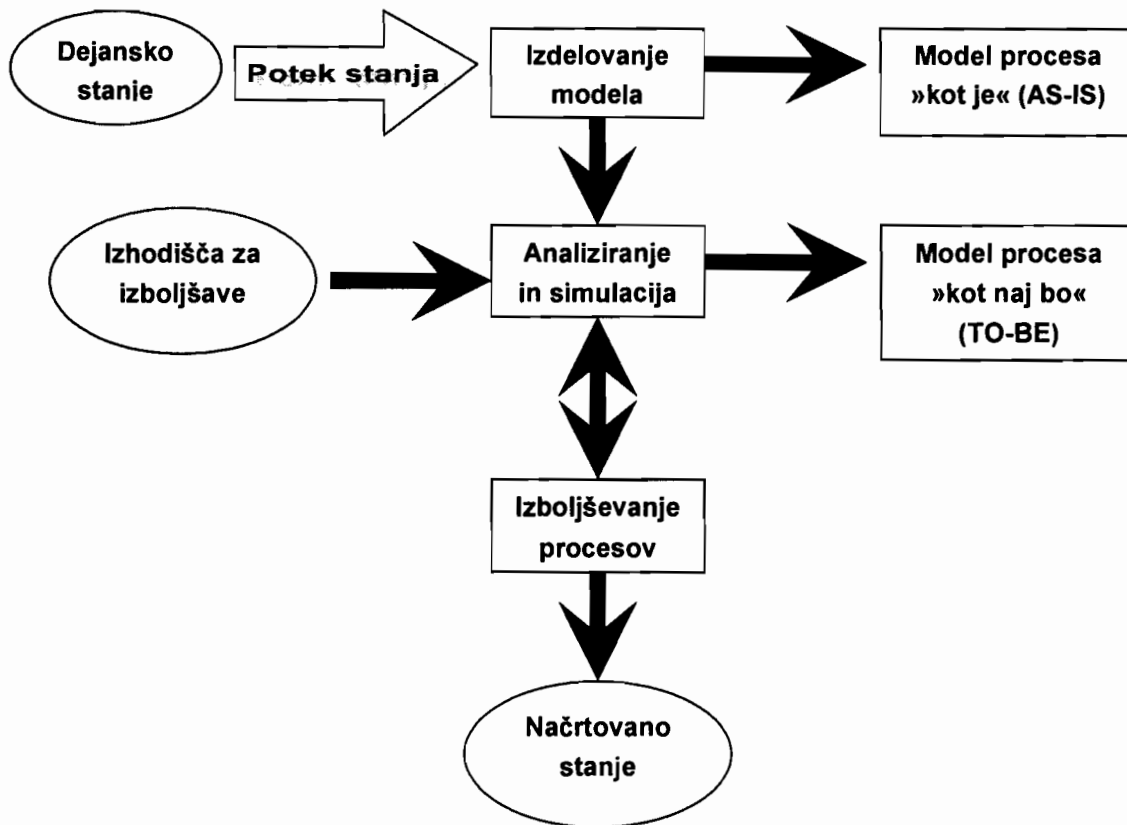 Dejansko
stanje
Potek stanja
Izdelovanje
modela
Model procesa
»kot je« (AS-IS)
Izhodišča za
izboljšave
Analiziranje
in simulacija
Model procesa
»kot naj bo«
(TO-BE)
Izboljševanje
procesov
Načrtovano
stanje